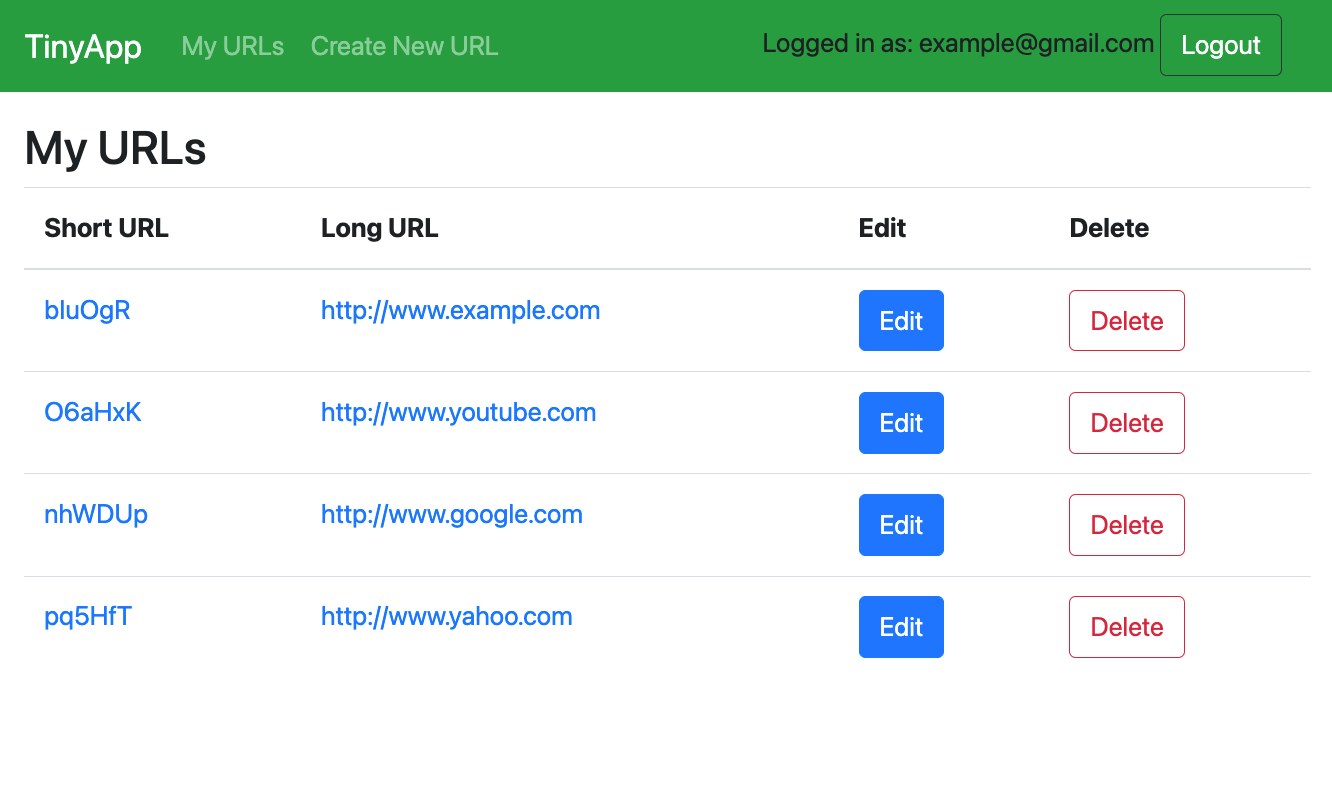 TinyApp My URLs Create New URL Logged in as: example@gmail.com Logout
My URLs
Short URL Long URL Edit Delete
bluOgR http://www.example.com Edit Delete
O6aHxK http://www.youtube.com Edit Delete
nhWDUp http://www.google.com Edit Delete
pq5HfT http://www.yahoo.com Edit Delete